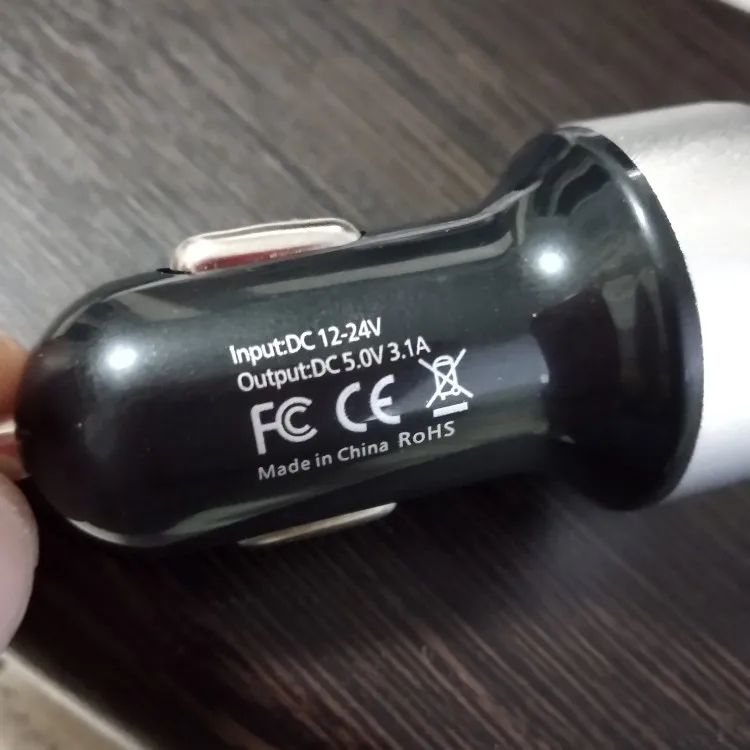 Input:DC 12-24V
Output:DC 5.0V 3.1A
FC CE
Made in China RoHS